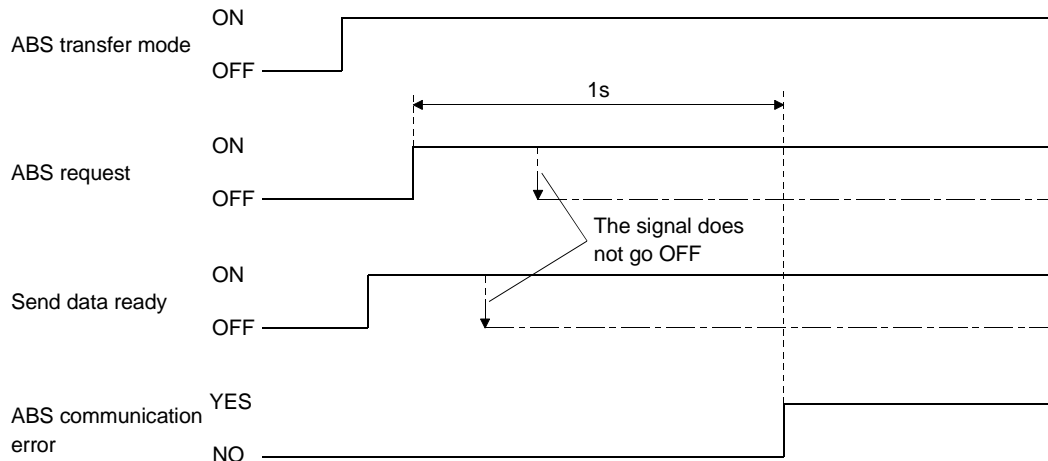 ON
ABS transfer mode
OFF
1s
ON
ABS request
OFF
The signal does
not go OFF
ON
Send data ready
OFF
YES
ABS communication
error
NO